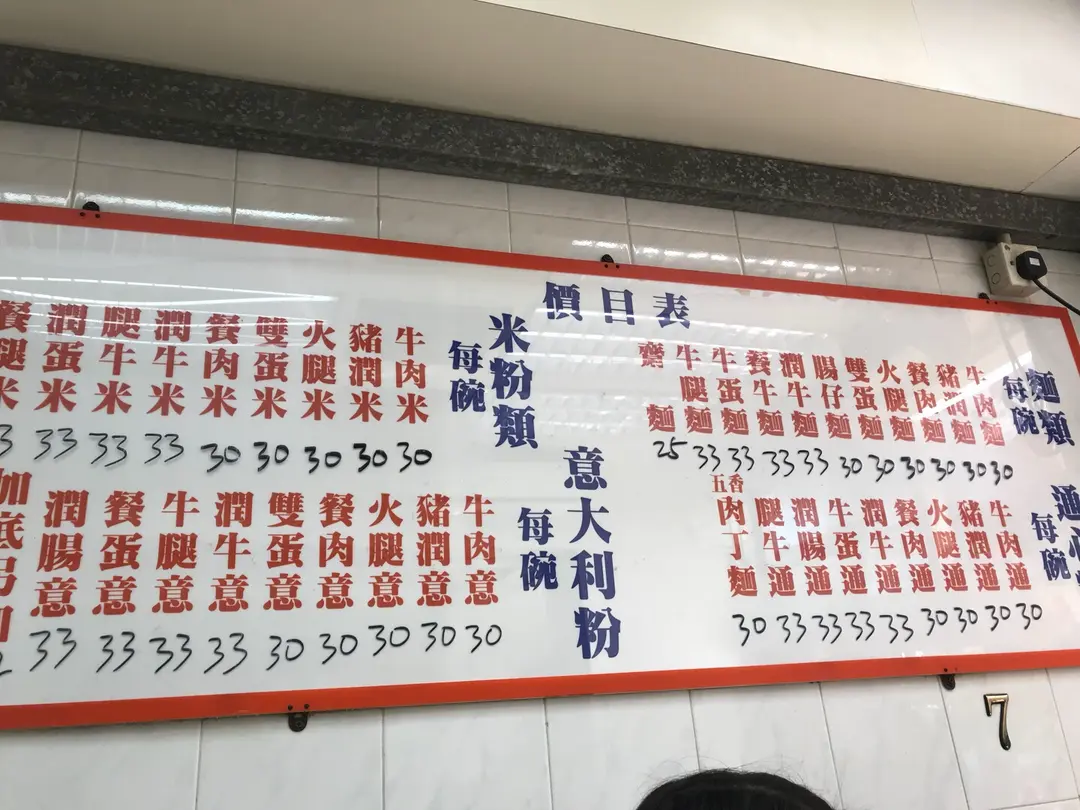 價目表
麵類
每碗
牛肉麵 30
豬潤麵 30
餐肉麵 30
火腿麵 30
雙蛋麵 30
腸仔麵 30
潤牛麵 33
餐牛麵 33
牛蛋麵 33
牛腿麵 33
齋麵 25
通心
每碗
牛肉通 30
豬潤通 30
火腿通 30
餐肉通 30
潤牛通 33
牛蛋通 33
潤腸通 33
腿牛通 33
五香肉丁麵 30
米粉類
每碗
牛肉米 30
豬潤米 30
火腿米 30
雙蛋米 30
餐肉米 30
潤牛米 33
腿牛米 33
潤蛋米 33
餐腿米
意大利粉
每碗
牛肉意 30
豬潤意 30
火腿意 30
餐肉意 30
雙蛋意 30
潤牛意 33
牛腿意 33
餐蛋意 33
潤腸意 33
加底另加
7